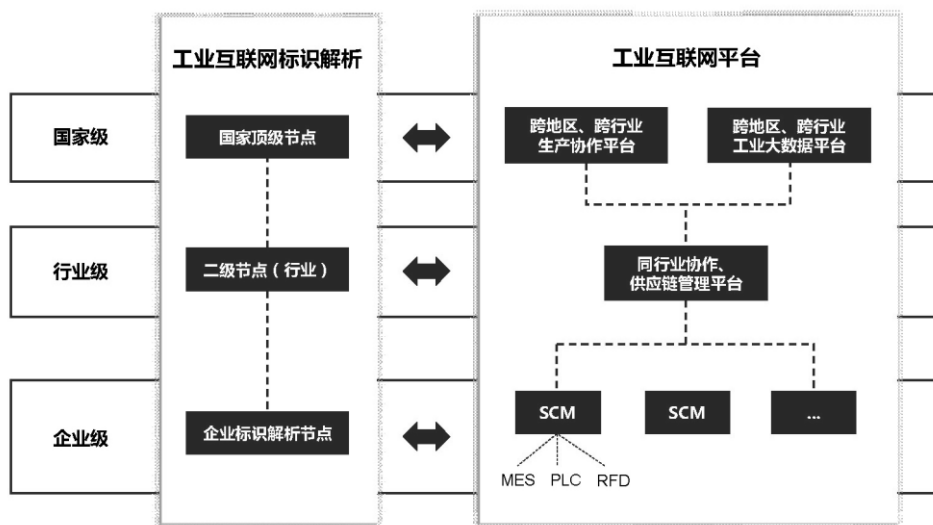 工业互联网标识解析
工业互联网平台
国家级
国家顶级节点
跨地区、跨行业
生产协作平台
跨地区、跨行业
工业大数据平台
行业级
二级节点（行业）
同行业协作、
供应链管理平台
企业级
企业标识解析节点
SCM
SCM
...
MES
PLC
RFD